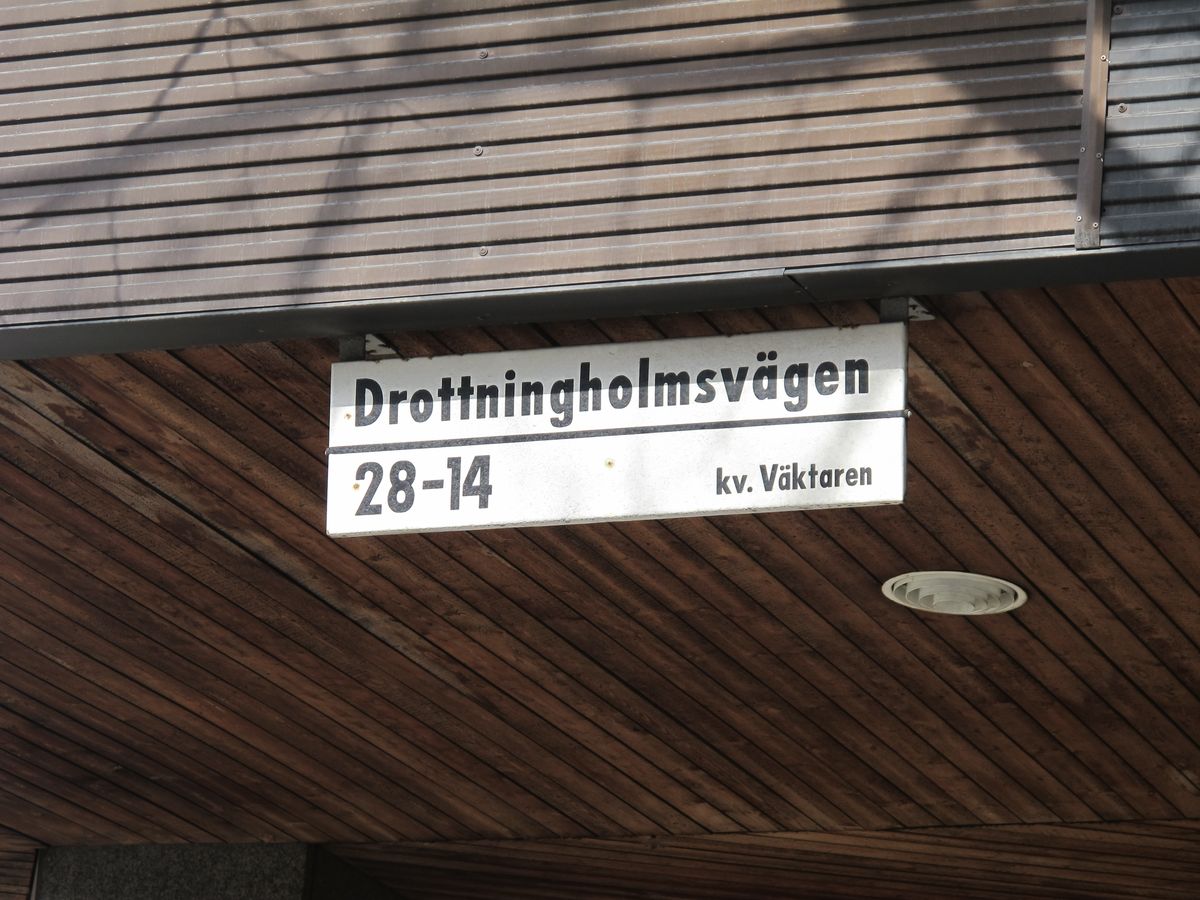 Drottningholmsvägen
28-14 kv. Väktaren